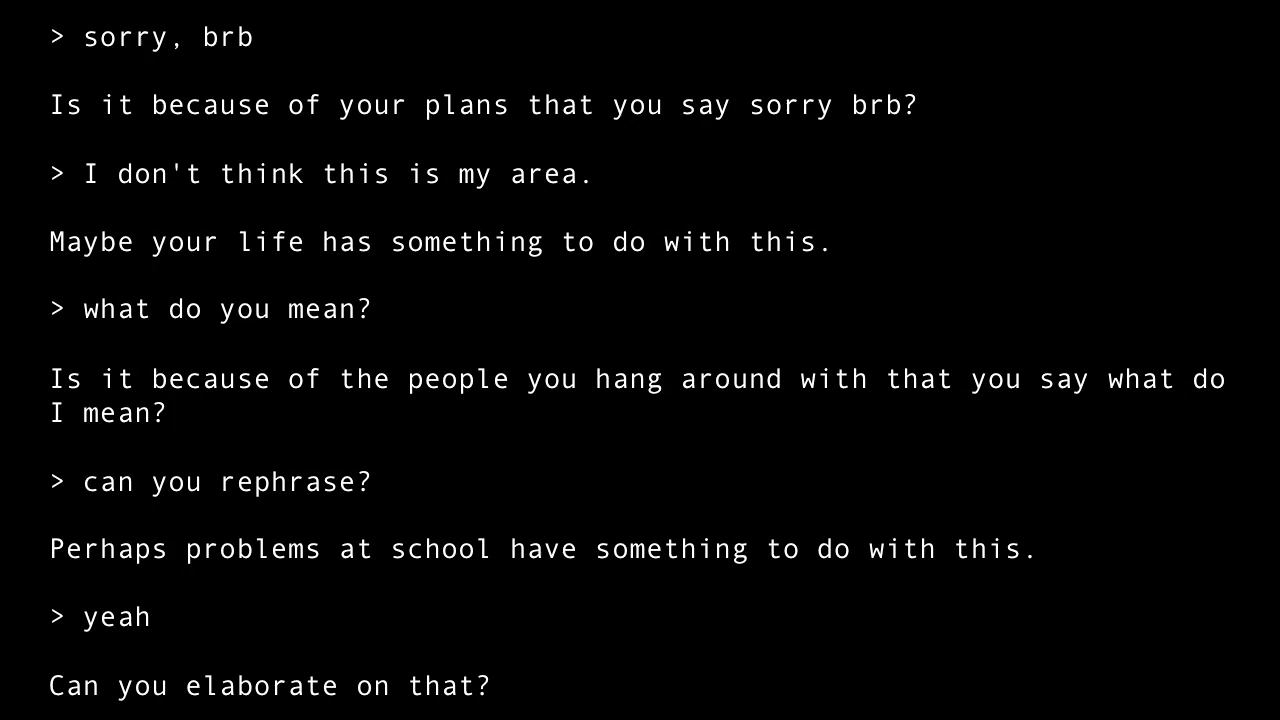 > sorry, brb
Is it because of your plans that you say sorry brb?
> I don't think this is my area.
Maybe your life has something to do with this.
> what do you mean?
Is it because of the people you hang around with that you say what do
I mean?
> can you rephrase?
Perhaps problems at school have something to do with this.
> yeah
Can you elaborate on that?